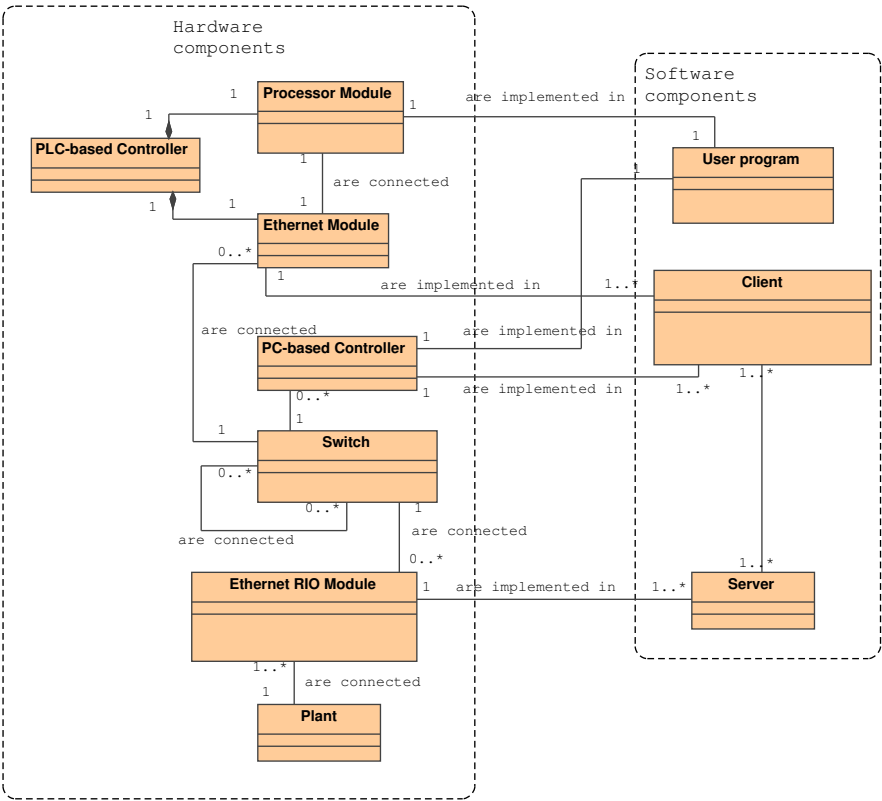 Hardware
components
Software
components
Processor Module
1
1
are implemented in
1
1
PLC-based Controller
User program
1
are connected
1
1
1
1
Ethernet Module
0..*
1
are implemented in
1..*
Client
are connected
1
are implemented in
PC-based Controller
1..*
0..*
1
are implemented in
1..*
1
1
Switch
0..*
0..*
1
are connected
are connected
0..*
1..*
Ethernet RIO Module
1
are implemented in
1..*
Server
1..*
1
are connected
Plant